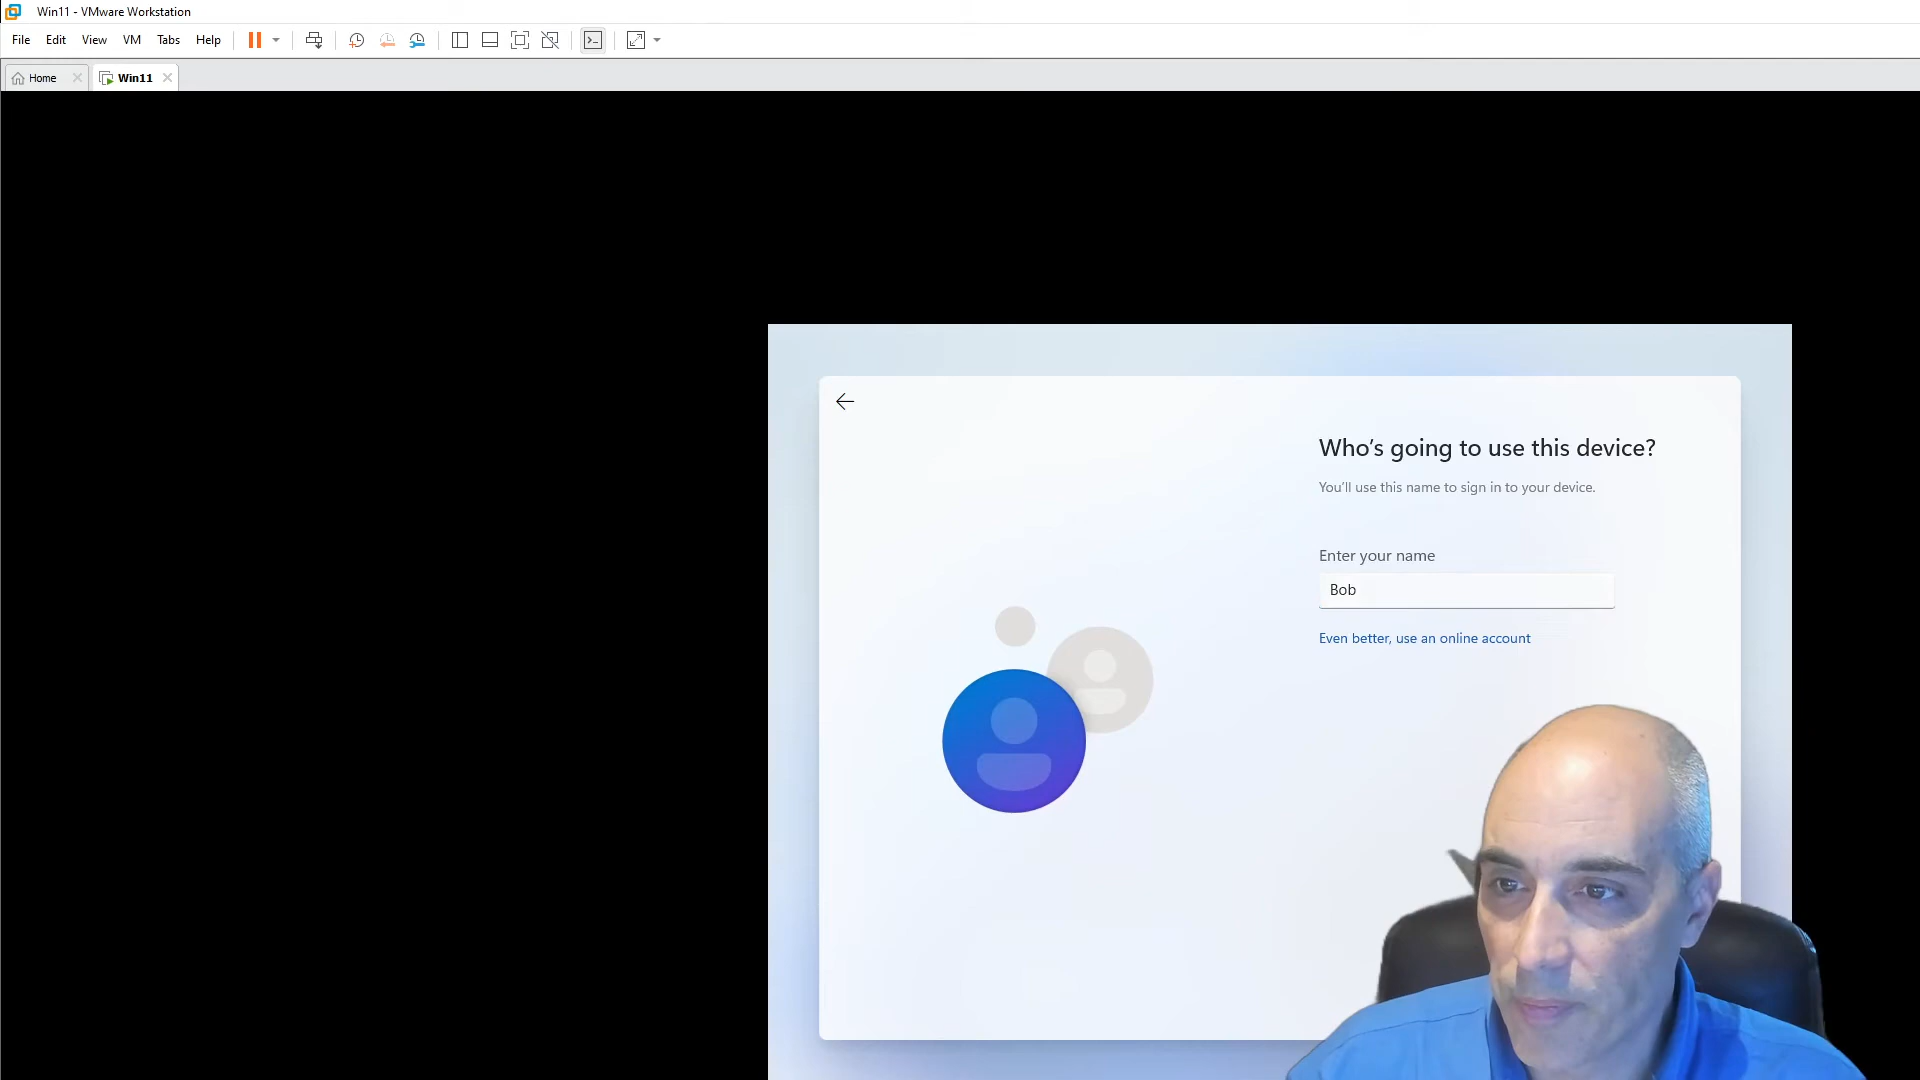 Win11 - VMware Workstation
File Edit View VM Tabs Help
Home Win11
Who's going to use this device?
You'll use this name to sign in to your device.
Enter your name
Bob
Even better, use an online account